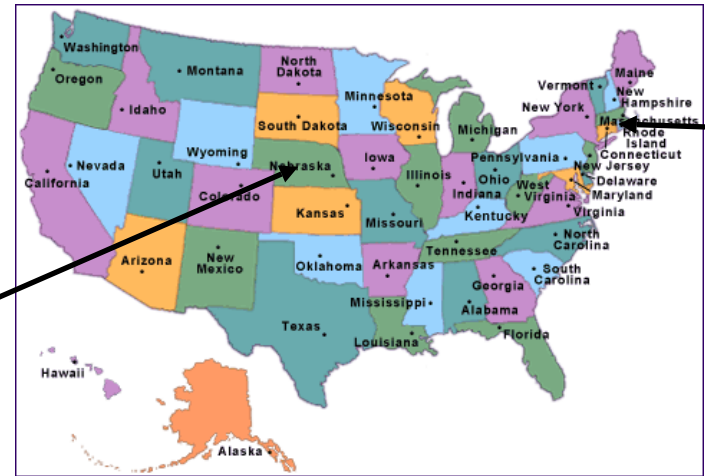 Washington
Oregon
Montana
Idaho
North
Dakota
Minnesota
South Dakota
Wisconsin
Michigan
Maine
Vermont
New
Hampshire
New York
Massachusetts
Rhode
Island
Connecticut
New Jersey
Delaware
Maryland
Wyoming
Nevada
California
Utah
Colorado
Nebraska
Iowa
Illinois
Indiana
Ohio
Pennsylvania
West
Virginia
Virginia
Kansas
Missouri
Kentucky
Arizona
New
Mexico
Oklahoma
Arkansas
Tennessee
North
Carolina
South
Carolina
Georgia
Alabama
Mississippi
Louisiana
Texas
Florida
Hawaii
Alaska